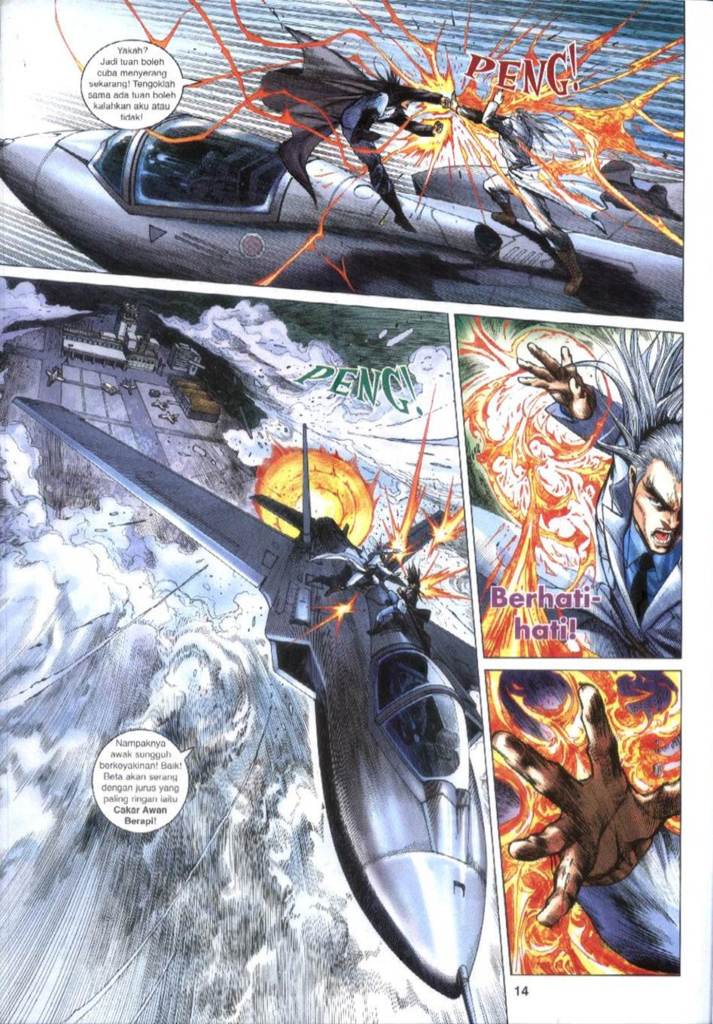 Yakah?
Jadi tuan boleh
cuba menyerang
sekarang! Tengoklah
sama ada tuan boleh
kalahkan aku atau
tidak!
PENG!
PENG!
Berhati-
hati!
Nampaknya
awak sungguh
berkeyakinan! Baik!
Beta akan serang
dengan jurus yang
paling ringan iaitu
Cakar Awan
Berapi!
14